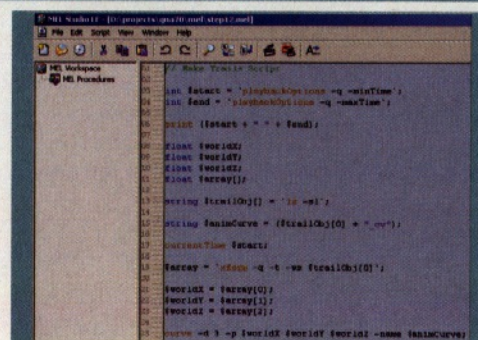 MEL Studio LT - [D:\projects\gna20\mel\step12.mel]
File Edit Script View Window Help
MEL Workspace
MEL Procedures
// Make Trails Script
int $start = `playbackOptions -q -minTime`;
int $end = `playbackOptions -q -maxTime`;
print ($start + " " + $end);
float $worldX;
float $worldY;
float $worldZ;
float $array[];
string $trailObj[] = `ls -sl`;
string $animCurve = ($trailObj[0] + "_cv");
currentTime $start;
$array = `xform -q -t -ws $trailObj[0]`;
$worldX = $array[0];
$worldY = $array[1];
$worldZ = $array[2];
curve -d 3 -p $worldX $worldY $worldZ -name $animCurve;